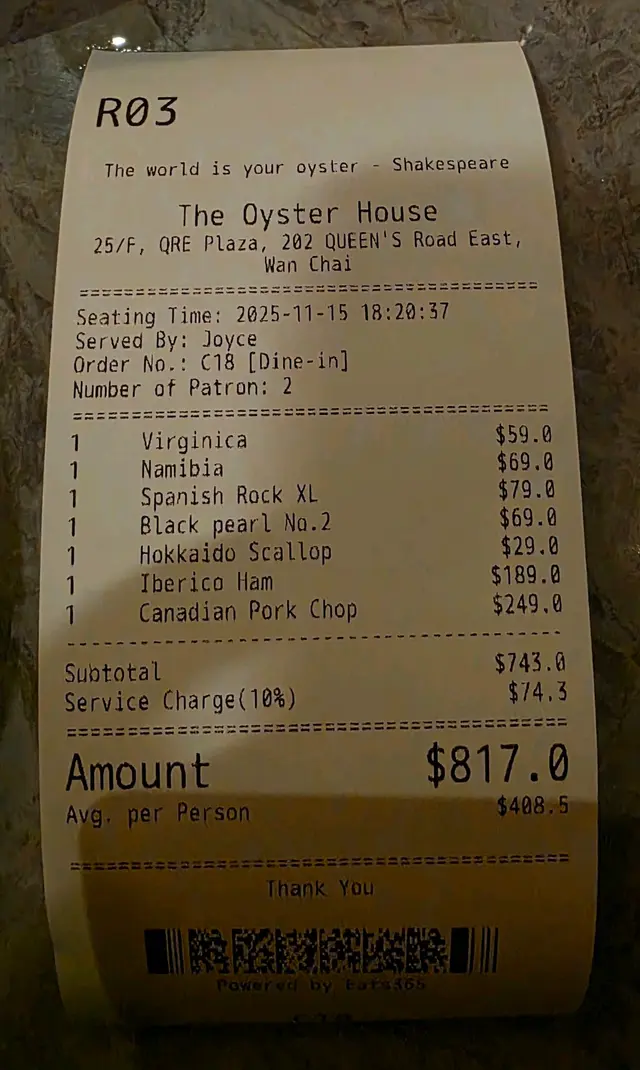 R03
The world is your oyster - Shakespeare
The Oyster House
25/F, QRE Plaza, 202 QUEEN'S Road East,
Wan Chai
Seating Time: 2025-11-15 18:20:37
Served By: Joyce
Order No.: C18 [Dine-in]
Number of Patron: 2
1 Virginica $59.0
1 Namibia $69.0
1 Spanish Rock XL $79.0
1 Black pearl No.2 $69.0
1 Hokkaido Scallop $29.0
1 Iberico Ham $189.0
1 Canadian Pork Chop $249.0
Subtotal $743.0
Service Charge(10%) $74.3
Amount $817.0
Avg. per Person $408.5
Thank You
Powered by Eats365